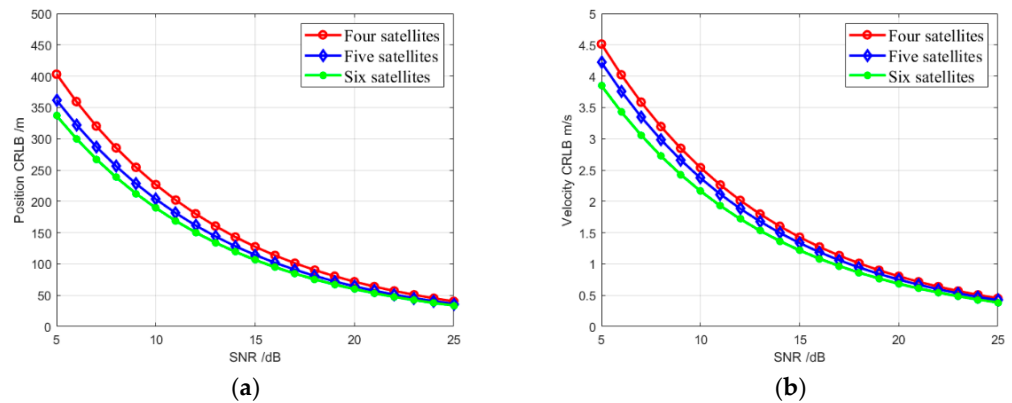 500
450
400
350
300
250
200
150
100
50
0
Position CRLB /m
5
10
15
20
25
SNR /dB
Four satellites
Five satellites
Six satellites
(a)
5
4.5
4
3.5
3
2.5
2
1.5
1
0.5
0
Velocity CRLB m/s
5
10
15
20
25
SNR /dB
Four satellites
Five satellites
Six satellites
(b)